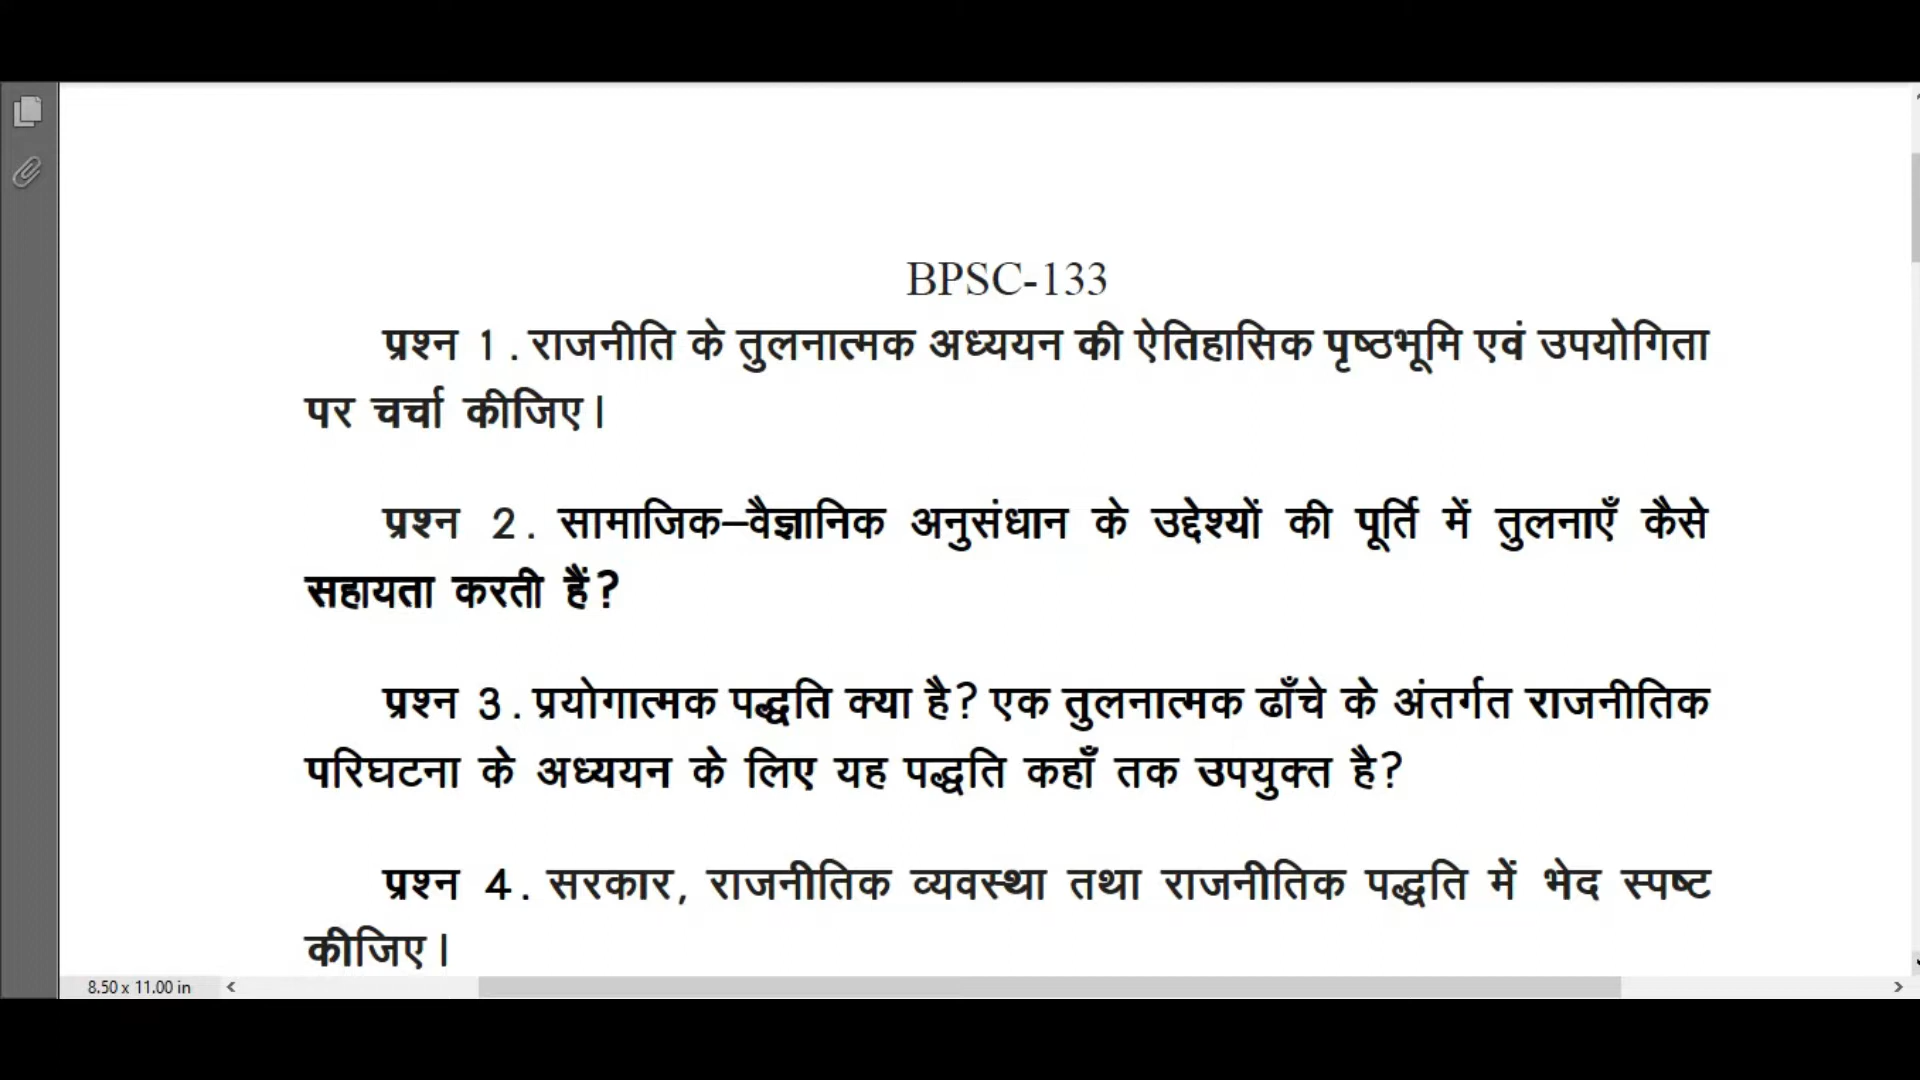 BPSC-133
प्रश्न 1. राजनीति के तुलनात्मक अध्ययन की ऐतिहासिक पृष्ठभूमि एवं उपयोगिता
पर चर्चा कीजिए।
प्रश्न 2. सामाजिक–वैज्ञानिक अनुसंधान के उद्देश्यों की पूर्ति में तुलनाएँ कैसे
सहायता करती हैं?
प्रश्न 3. प्रयोगात्मक पद्धति क्या है? एक तुलनात्मक ढाँचे के अंतर्गत राजनीतिक
परिघटना के अध्ययन के लिए यह पद्धति कहाँ तक उपयुक्त है?
प्रश्न 4. सरकार, राजनीतिक व्यवस्था तथा राजनीतिक पद्धति में भेद स्पष्ट
कीजिए।
8.50 x 11.00 in